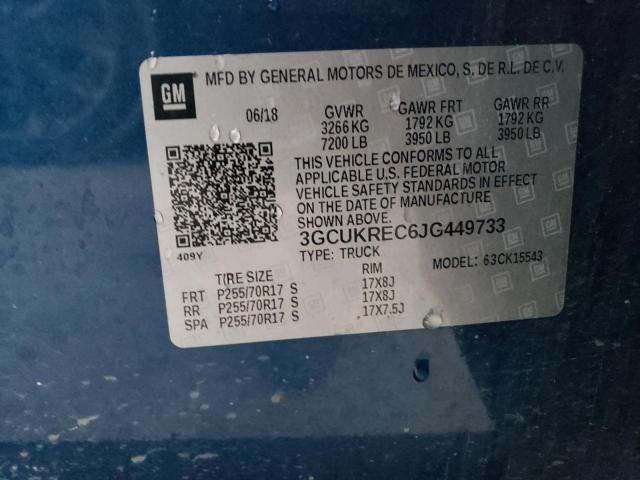 GM
MFD BY GENERAL MOTORS DE MEXICO, S. DE R.L. DE C.V.
06/18 GVWR GAWR FRT GAWR RR
3266 KG 1792 KG 1792 KG
7200 LB 3950 LB 3950 LB
THIS VEHICLE CONFORMS TO ALL
APPLICABLE U.S. FEDERAL MOTOR
VEHICLE SAFETY STANDARDS IN EFFECT
ON THE DATE OF MANUFACTURE
SHOWN ABOVE.
3GCUKREC6JG449733
409Y TYPE: TRUCK MODEL: 63CK15543
TIRE SIZE RIM
FRT P255/70R17 S 17X8J
RR P255/70R17 S 17X8J
SPA P255/70R17 S 17X7.5J